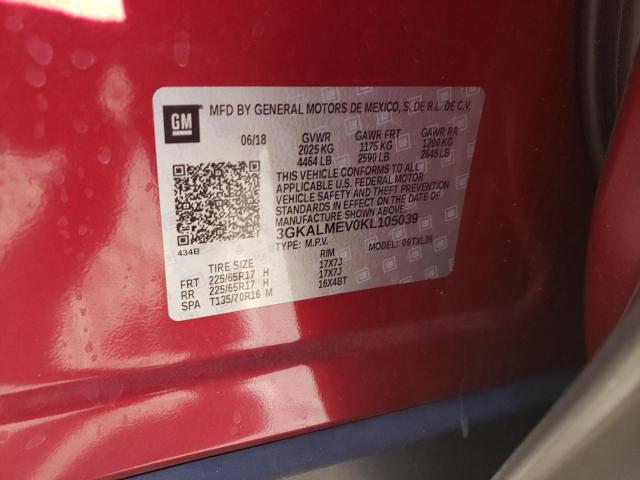 GM
MFD BY GENERAL MOTORS DE MEXICO, S. DE R.L. DE C.V.
06/18 GVWR GAWR FRT GAWR RR
2025 KG 1175 KG 1200 KG
4464 LB 2590 LB 2645 LB
THIS VEHICLE CONFORMS TO ALL
APPLICABLE U.S. FEDERAL MOTOR
VEHICLE SAFETY AND THEFT PREVENTION
STANDARDS IN EFFECT ON THE DATE OF
MANUFACTURE SHOWN ABOVE.
3GKALMEV0KL105039
434B TYPE: M.P.V. MODEL: 09TXL26
TIRE SIZE RIM
FRT 225/65R17 H 17X7J
RR 225/65R17 H 17X7J
SPA T135/70R16 M 16X4BT